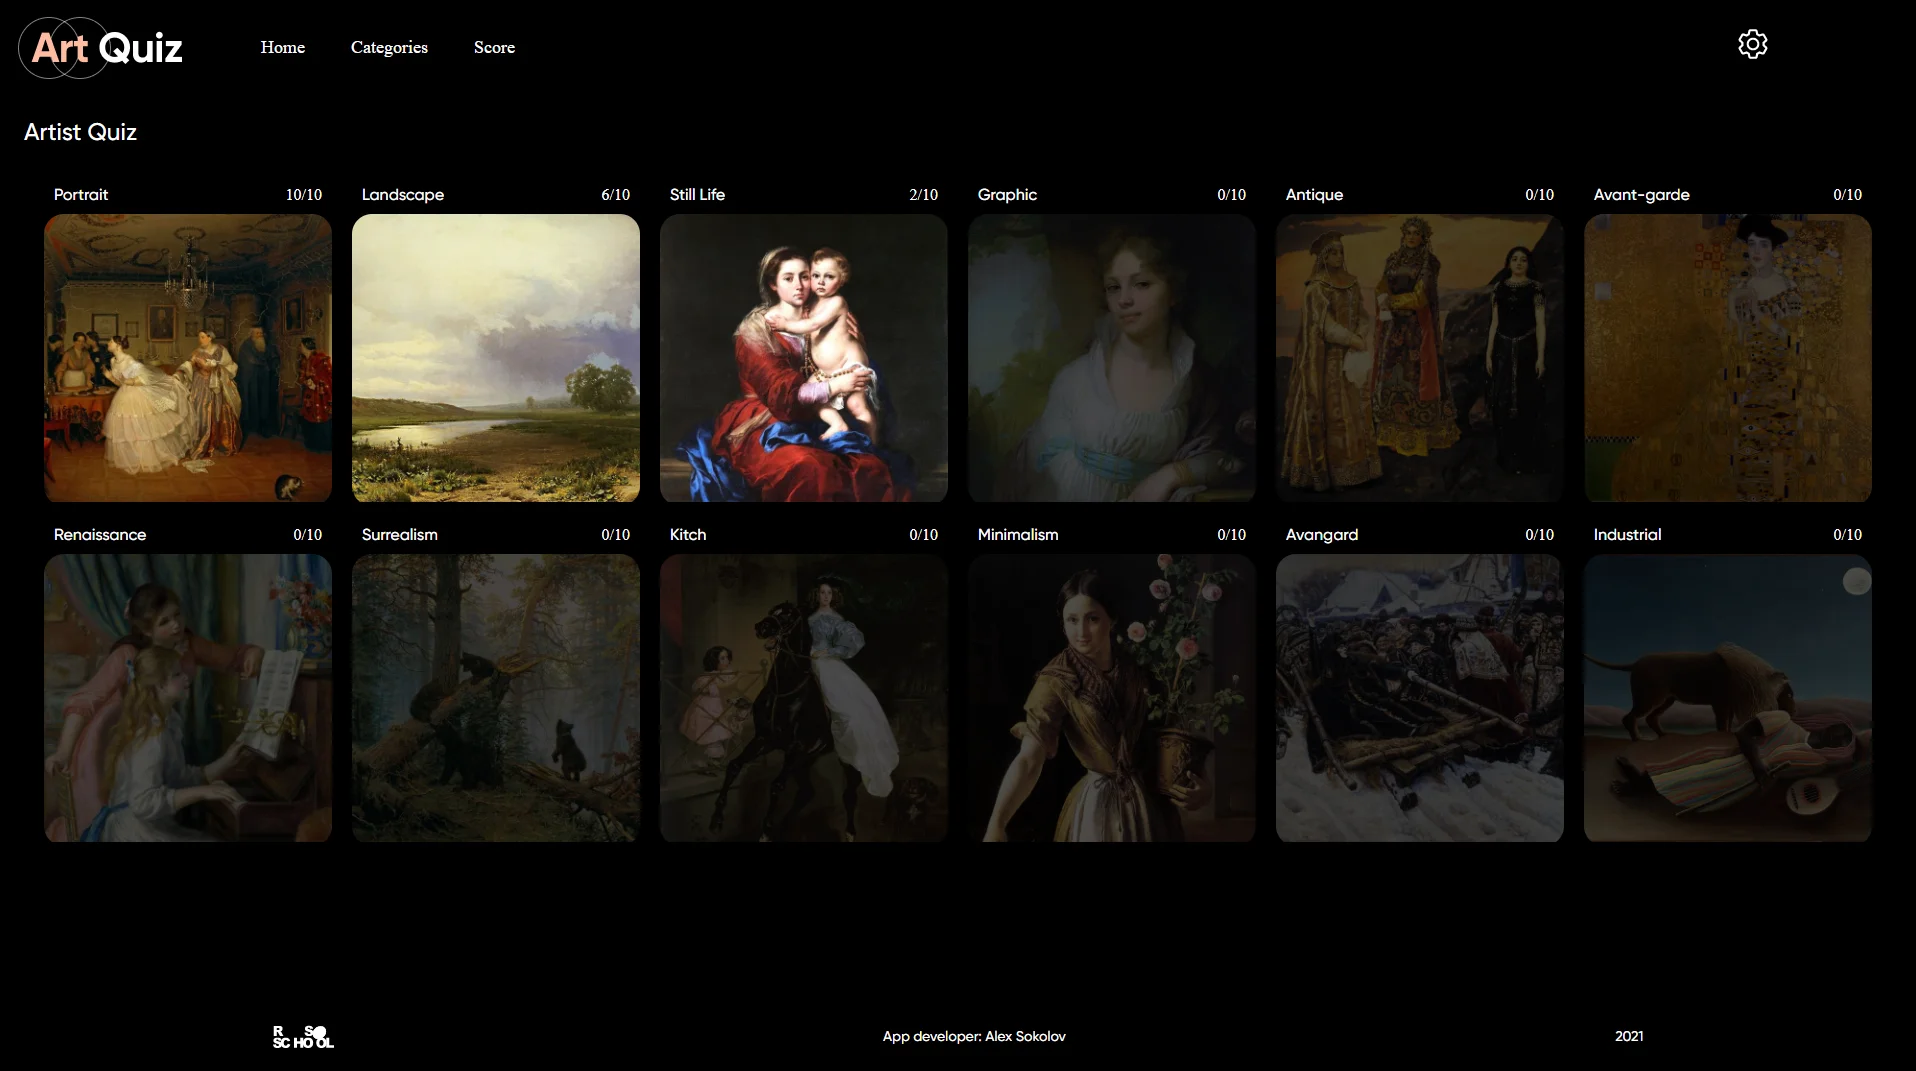 Art Quiz Home Categories Score
Artist Quiz
Portrait 10/10 Landscape 6/10 Still Life 2/10 Graphic 0/10 Antique 0/10 Avant-garde 0/10
Renaissance 0/10 Surrealism 0/10 Kitch 0/10 Minimalism 0/10 Avangard 0/10 Industrial 0/10
R S
SCHOOL
App developer: Alex Sokolov 2021